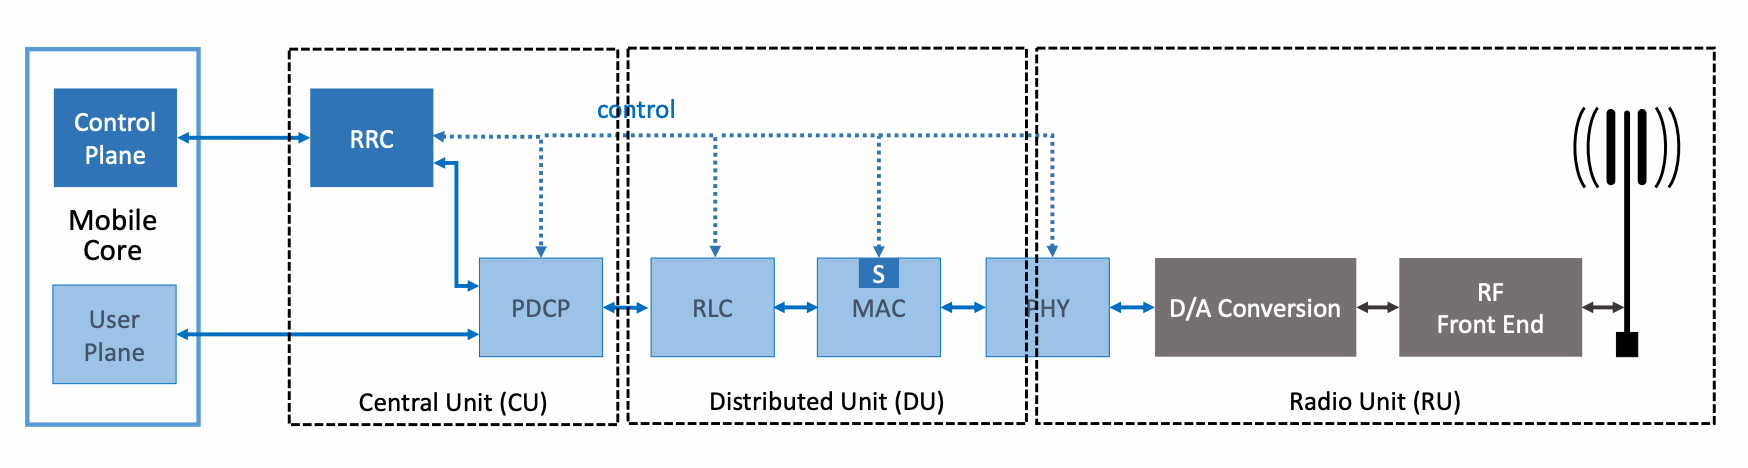 Control
Plane
Mobile
Core
User
Plane
RRC
control
PDCP
Central Unit (CU)
RLC
S
MAC
Distributed Unit (DU)
PHY
D/A Conversion
RF
Front End
Radio Unit (RU)